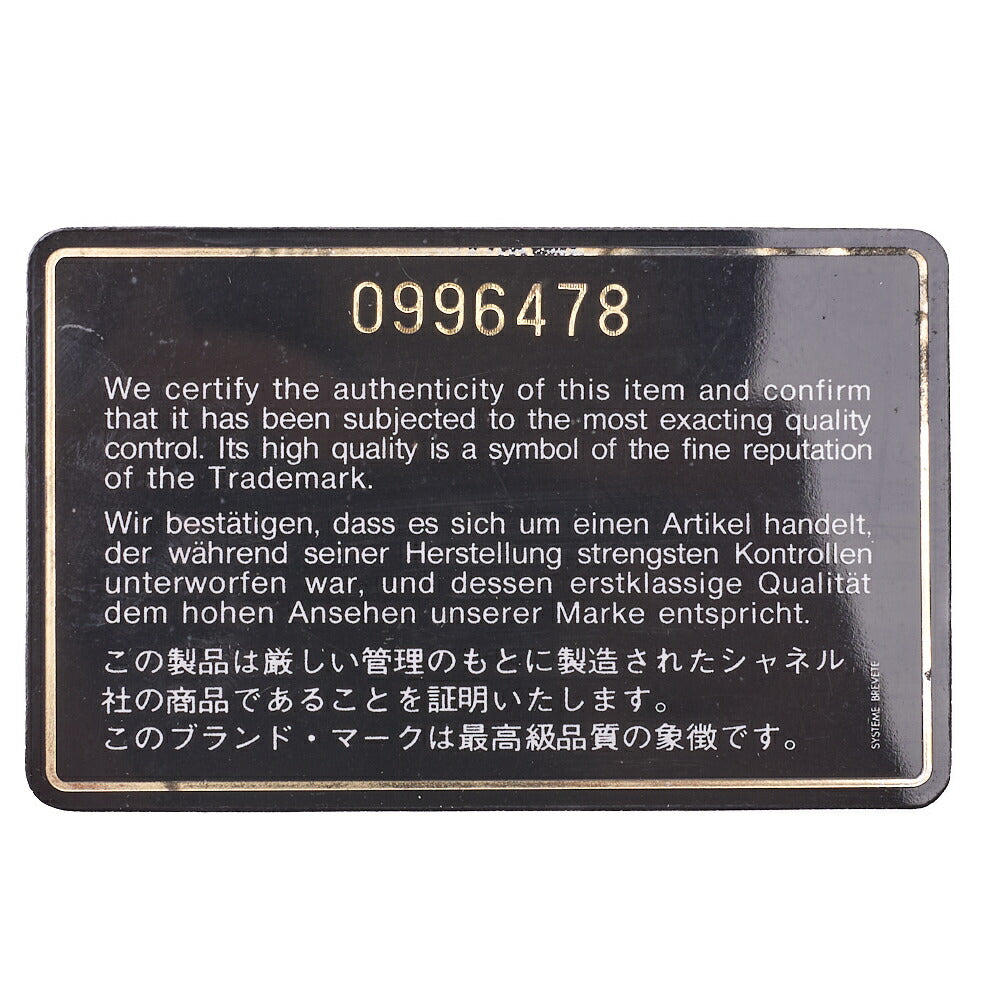 0996478
We certify the authenticity of this item and confirm
that it has been subjected to the most exacting quality
control. Its high quality is a symbol of the fine reputation
of the Trademark.
Wir bestätigen, dass es sich um einen Artikel handelt,
der während seiner Herstellung strengsten Kontrollen
unterworfen war, und dessen erstklassige Qualität
dem hohen Ansehen unserer Marke entspricht.
この製品は厳しい管理のもとに製造されたシャネル
社の商品であることを証明いたします。
このブランド・マークは最高級品質の象徴です。
SYSTÈME BREVETE